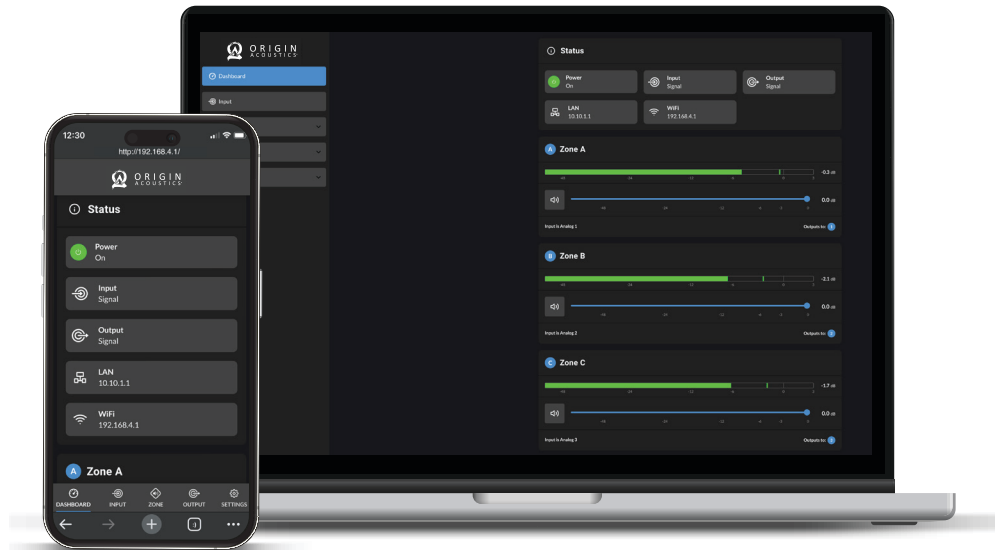 ORIGIN
ACOUSTICS
Dashboard
Input
Status
Power
On
Input
Signal
Output
Signal
LAN
10.10.1.1
WiFi
192.168.4.1
A Zone A
-0.3 dB
0.0 dB
Input is Analog 1
Outputs to: 1
B Zone B
-2.1 dB
0.0 dB
Input is Analog 2
Outputs to: 2
C Zone C
-1.7 dB
0.0 dB
Input is Analog 3
Outputs to: 3
12:30
http://192.168.4.1/
ORIGIN
ACOUSTICS
Status
Power
On
Input
Signal
Output
Signal
LAN
10.10.1.1
WiFi
192.168.4.1
A Zone A
DASHBOARD INPUT ZONE OUTPUT SETTINGS